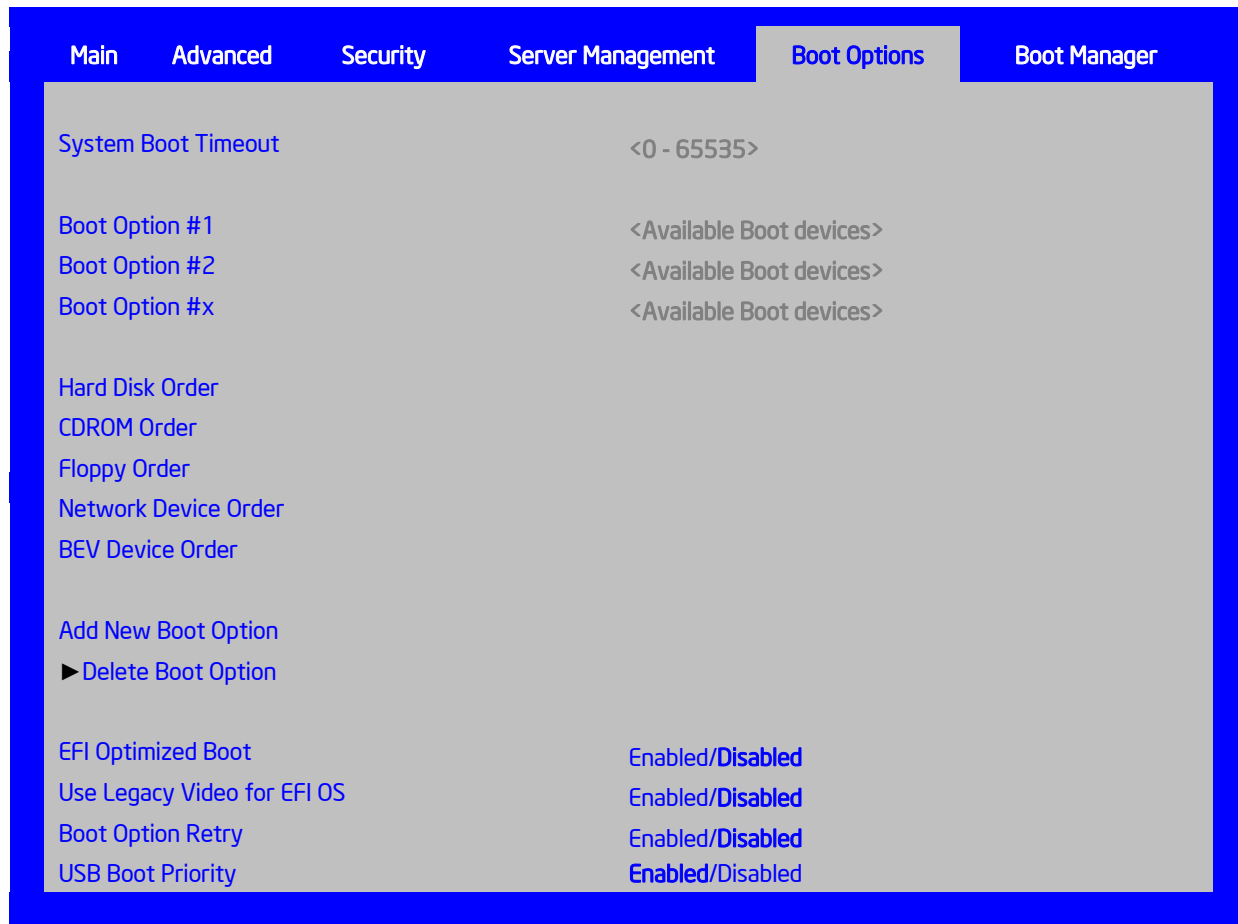 Main Advanced Security Server Management Boot Options Boot Manager
System Boot Timeout <0 - 65535>
Boot Option #1 <Available Boot devices>
Boot Option #2 <Available Boot devices>
Boot Option #x <Available Boot devices>
Hard Disk Order
CDROM Order
Floppy Order
Network Device Order
BEV Device Order
Add New Boot Option
►Delete Boot Option
EFI Optimized Boot Enabled/Disabled
Use Legacy Video for EFI OS Enabled/Disabled
Boot Option Retry Enabled/Disabled
USB Boot Priority Enabled/Disabled